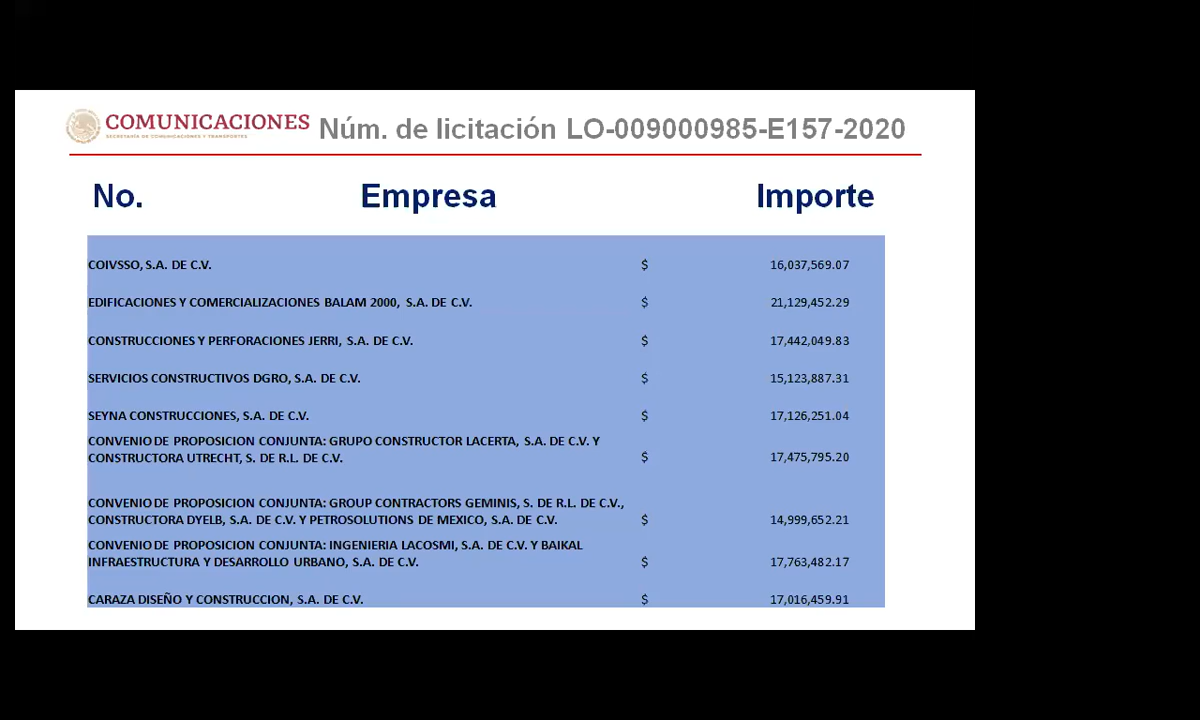 COMUNICACIONES
SECRETARÍA DE COMUNICACIONES Y TRANSPORTES
Núm. de licitación LO-009000985-E157-2020
No. Empresa Importe
COIVSSO, S.A. DE C.V. $ 16,037,569.07
EDIFICACIONES Y COMERCIALIZACIONES BALAM 2000, S.A. DE C.V. $ 21,129,452.29
CONSTRUCCIONES Y PERFORACIONES JERRI, S.A. DE C.V. $ 17,442,049.83
SERVICIOS CONSTRUCTIVOS DGRO, S.A. DE C.V. $ 15,123,887.31
SEYNA CONSTRUCCIONES, S.A. DE C.V. $ 17,126,251.04
CONVENIO DE PROPOSICION CONJUNTA: GRUPO CONSTRUCTOR LACERTA, S.A. DE C.V. Y
CONSTRUCTORA UTRECHT, S. DE R.L. DE C.V. $ 17,475,795.20
CONVENIO DE PROPOSICION CONJUNTA: GROUP CONTRACTORS GEMINIS, S. DE R.L. DE C.V.,
CONSTRUCTORA DYELB, S.A. DE C.V. Y PETROSOLUTIONS DE MEXICO, S.A. DE C.V. $ 14,999,652.21
CONVENIO DE PROPOSICION CONJUNTA: INGENIERIA LACOSMI, S.A. DE C.V. Y BAIKAL
INFRAESTRUCTURA Y DESARROLLO URBANO, S.A. DE C.V. $ 17,763,482.17
CARAZA DISEÑO Y CONSTRUCCION, S.A. DE C.V. $ 17,016,459.91